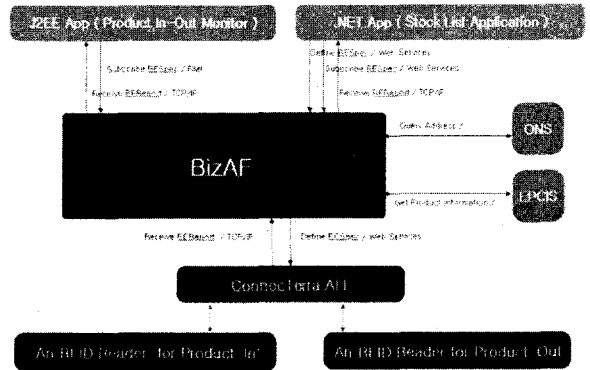 J2EE App ( Product In-Out Monitor )
.NET App ( Stock List Application )
Define BESpec / Web Services
Subscribe BESpec / RMI
Subscribe BESpec / Web Services
Receive BEReport / TCP/IP
Receive BEReport / TCP/IP
Query Address /
ONS
BizAF
EPCIS
Get Product Information /
Receive ECReport / TCP/IP
Define ECSpec / Web Services
ConnecTerra ALE
An RFID Reader for Product In
An RFID Reader for Product Out